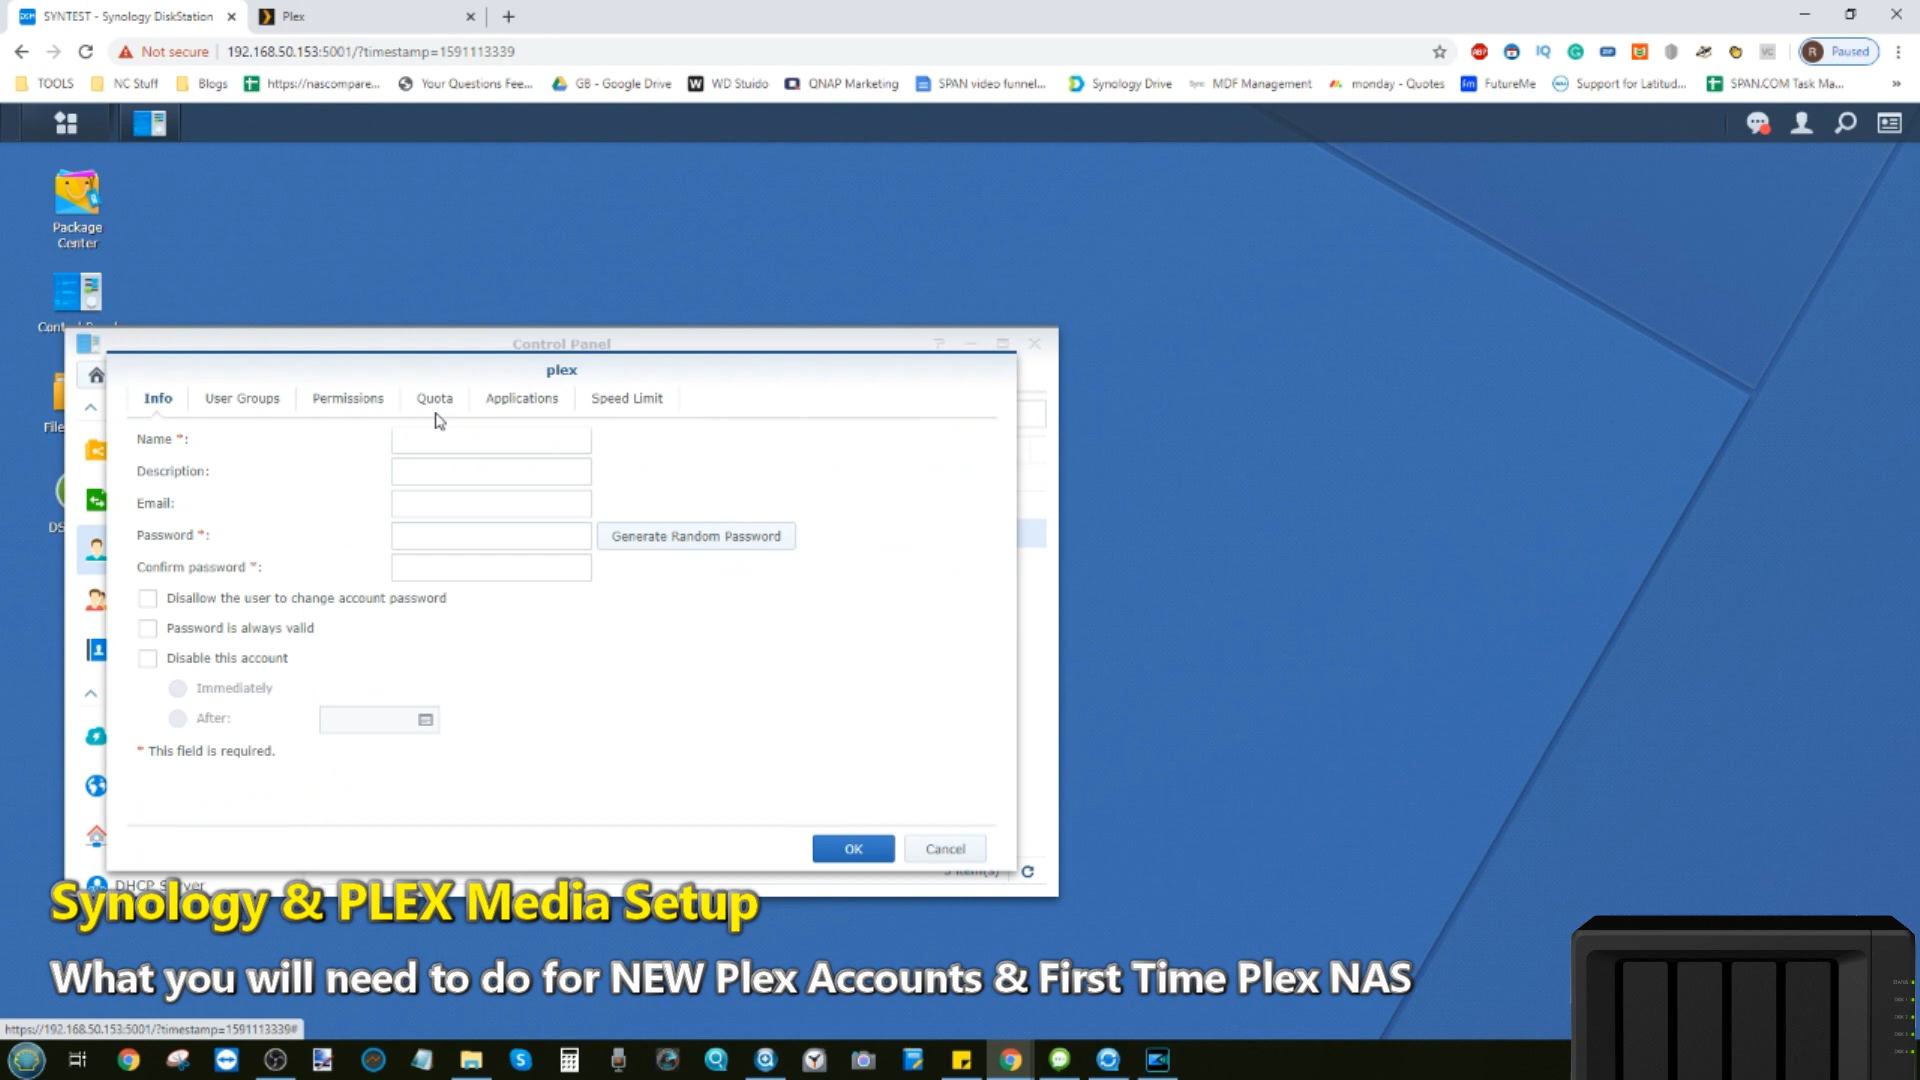 SYNTEST - Synology DiskStation
Plex
Not secure
192.168.50.153:5001/?timestamp=1591113339
R Paused
TOOLS
NC Stuff
Blogs
https://nascompare...
Your Questions Fee...
GB - Google Drive
WD Stuido
QNAP Marketing
SPAN video funnel...
Synology Drive
MDF Management
monday - Quotes
FutureMe
Support for Latitud...
SPAN.COM Task Ma...
Package
Center
Control Panel
plex
Info
User Groups
Permissions
Quota
Applications
Speed Limit
Name *:
Description:
Email:
Password *:
Generate Random Password
Confirm password *:
Disallow the user to change account password
Password is always valid
Disable this account
Immediately
After:
* This field is required.
OK
Cancel
DHCP Server
Synology & PLEX Media Setup
What you will need to do for NEW Plex Accounts & First Time Plex NAS
https://192.168.50.153:5001/?timestamp=1591113339#